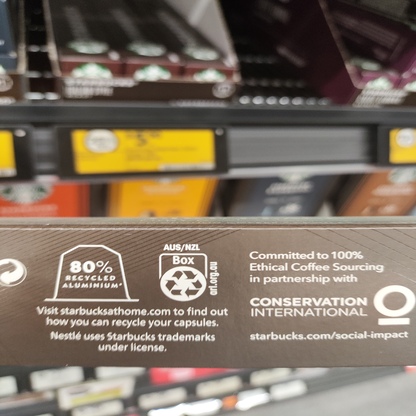 80%
RECYCLED
ALUMINIUM*
Visit starbucksathome.com to find out
how you can recycle your capsules.
Nestlé uses Starbucks trademarks
under license.
AUS/NZL
Box
arl.org.au
Committed to 100%
Ethical Coffee Sourcing
in partnership with
CONSERVATION
INTERNATIONAL
starbucks.com/social-impact